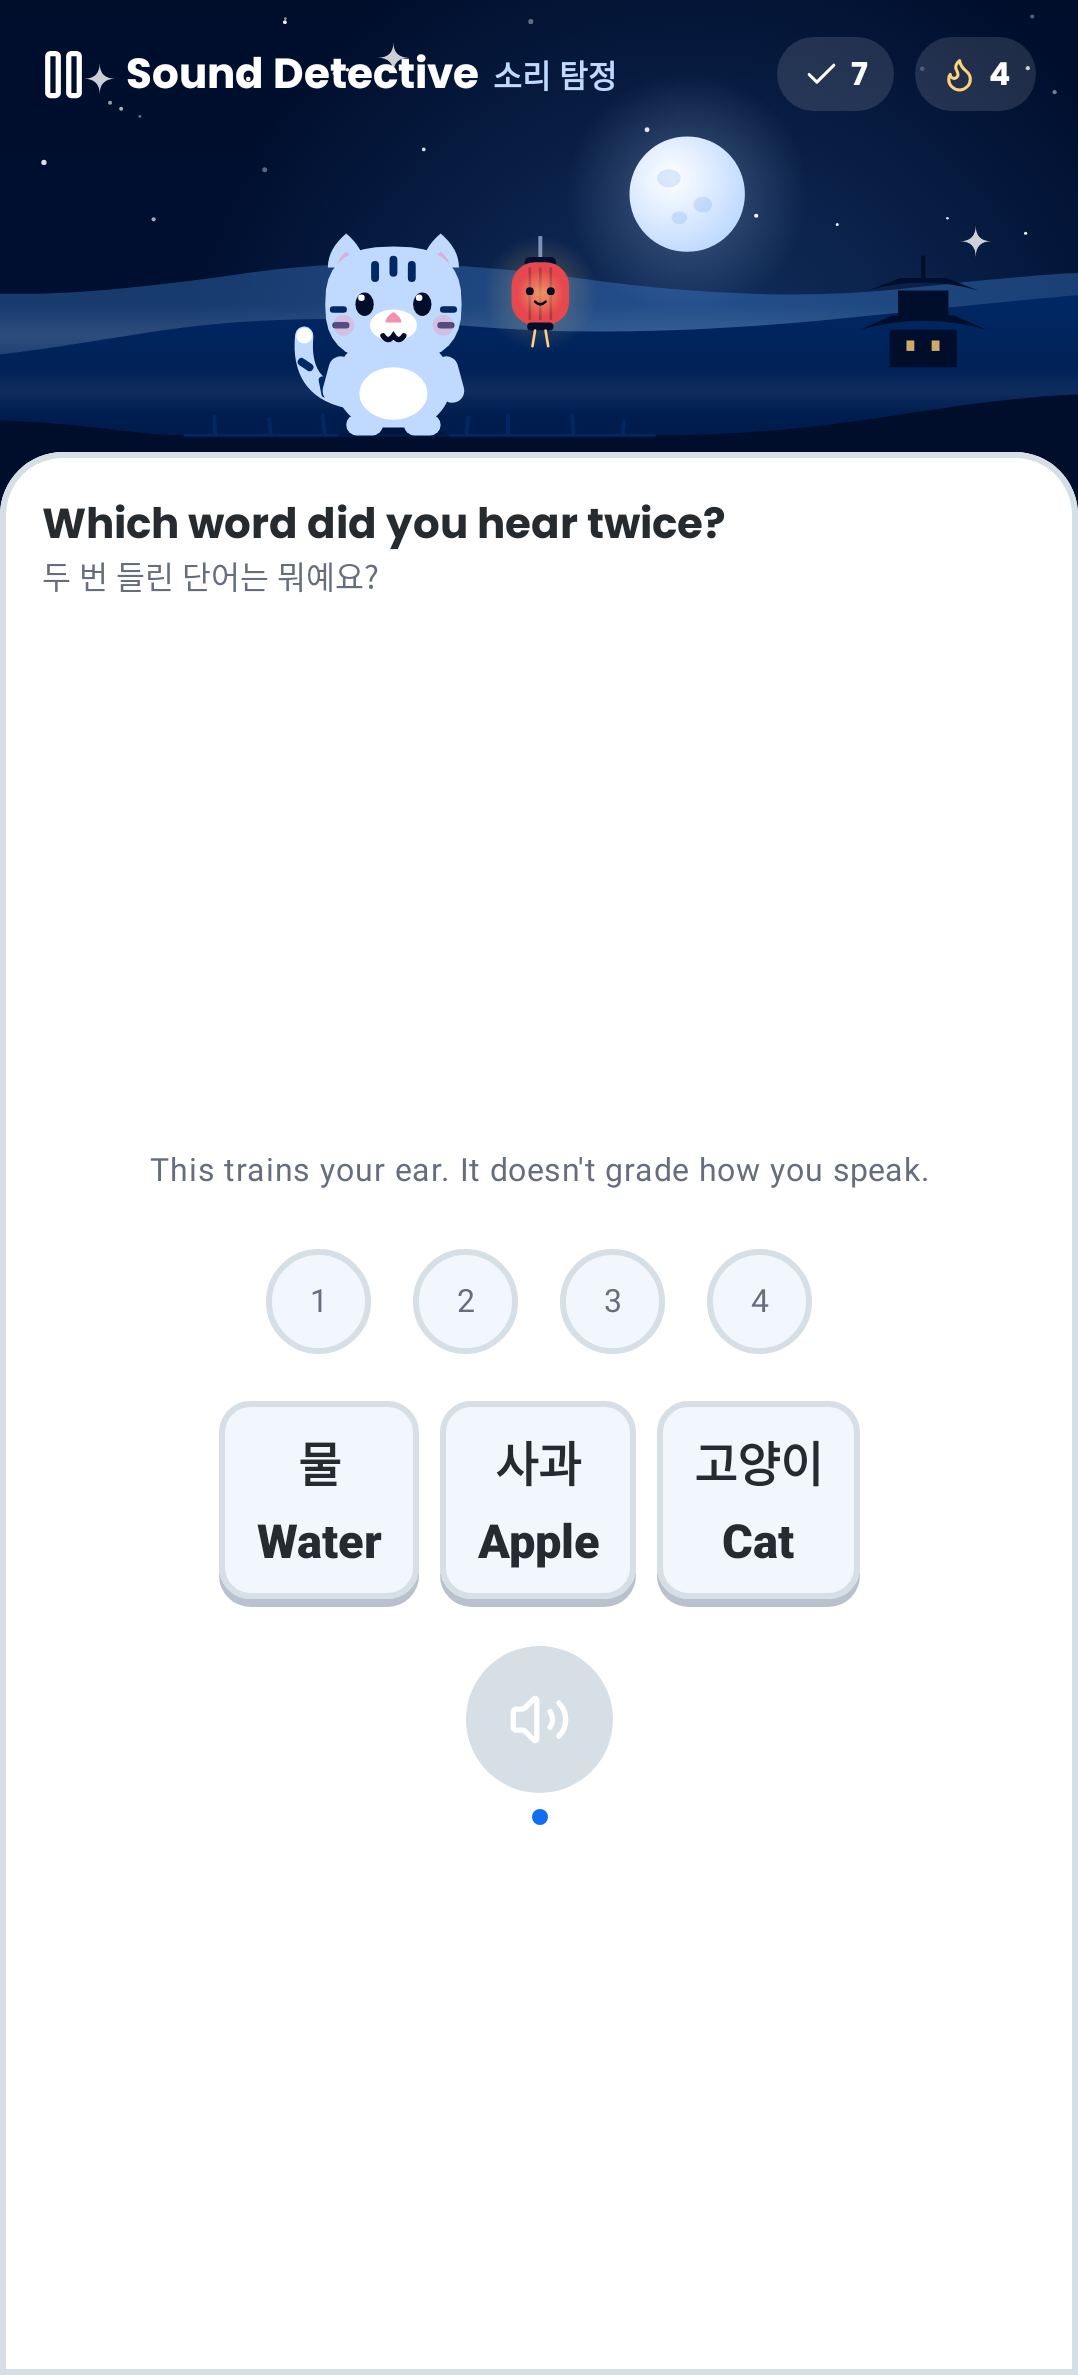 Sound Detective 소리 탐정
7
4
Which word did you hear twice?
두 번 들린 단어는 뭐예요?
This trains your ear. It doesn't grade how you speak.
1 2 3 4
물 사과 고양이
Water Apple Cat